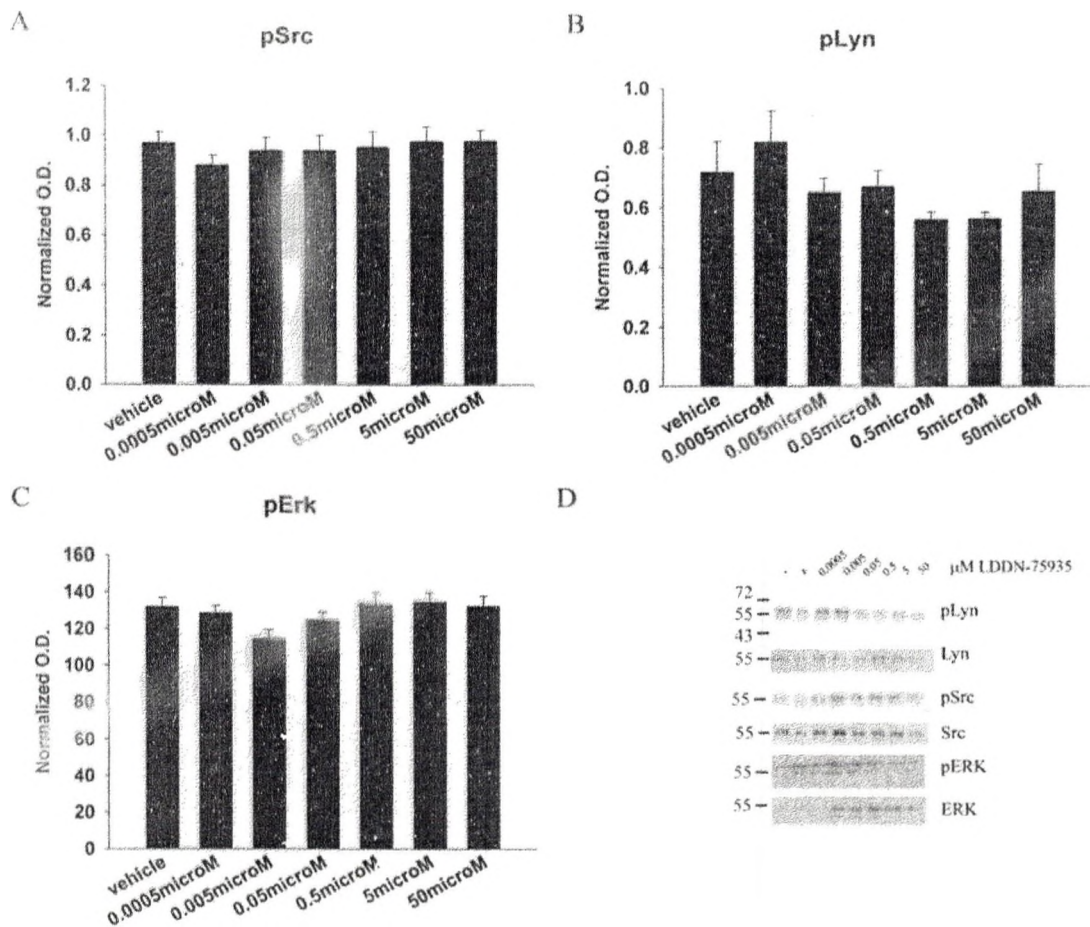 A
pSrc
Normalized O.D.
1.2
1.0
0.8
0.6
0.4
0.2
0.0
vehicle
0.0005microM
0.005microM
0.05microM
0.5microM
5microM
50microM
B
pLyn
Normalized O.D.
1.0
0.8
0.6
0.4
0.2
0.0
vehicle
0.0005microM
0.005microM
0.05microM
0.5microM
5microM
50microM
C
pErk
Normalized O.D.
160
140
120
100
80
60
40
20
0
vehicle
0.0005microM
0.005microM
0.05microM
0.5microM
5microM
50microM
D
- 0.0005 0.005 0.05 0.5 5 50 µM LDDN-75935
72
55 pLyn
43
55 Lyn
55 pSrc
55 Src
55 pERK
55 ERK